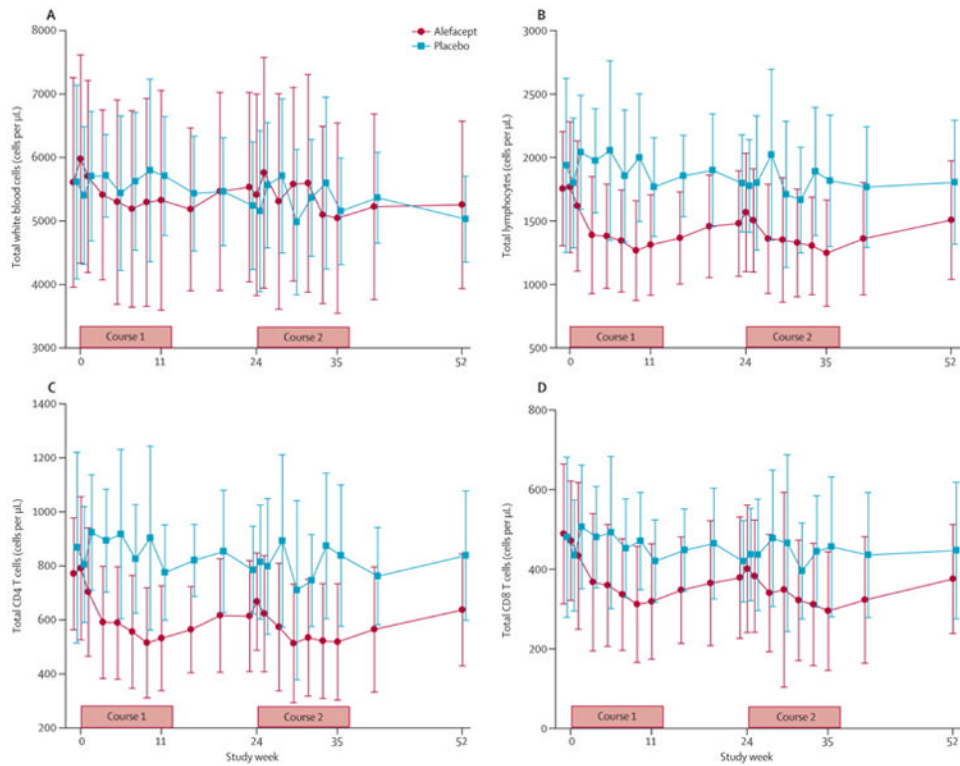 A
Alefacept
Placebo
Total white blood cells (cells per µL)
8000
7000
6000
5000
4000
3000
Course 1
Course 2
0
11
24
35
52
B
Total lymphocytes (cells per µL)
3000
2500
2000
1500
1000
500
Course 1
Course 2
0
11
24
35
52
C
Total CD4 T cells (cells per µL)
1400
1200
1000
800
600
400
200
Course 1
Course 2
0
11
24
35
52
Study week
D
Total CD8 T cells (cells per µL)
800
600
400
200
0
Course 1
Course 2
0
11
24
35
52
Study week